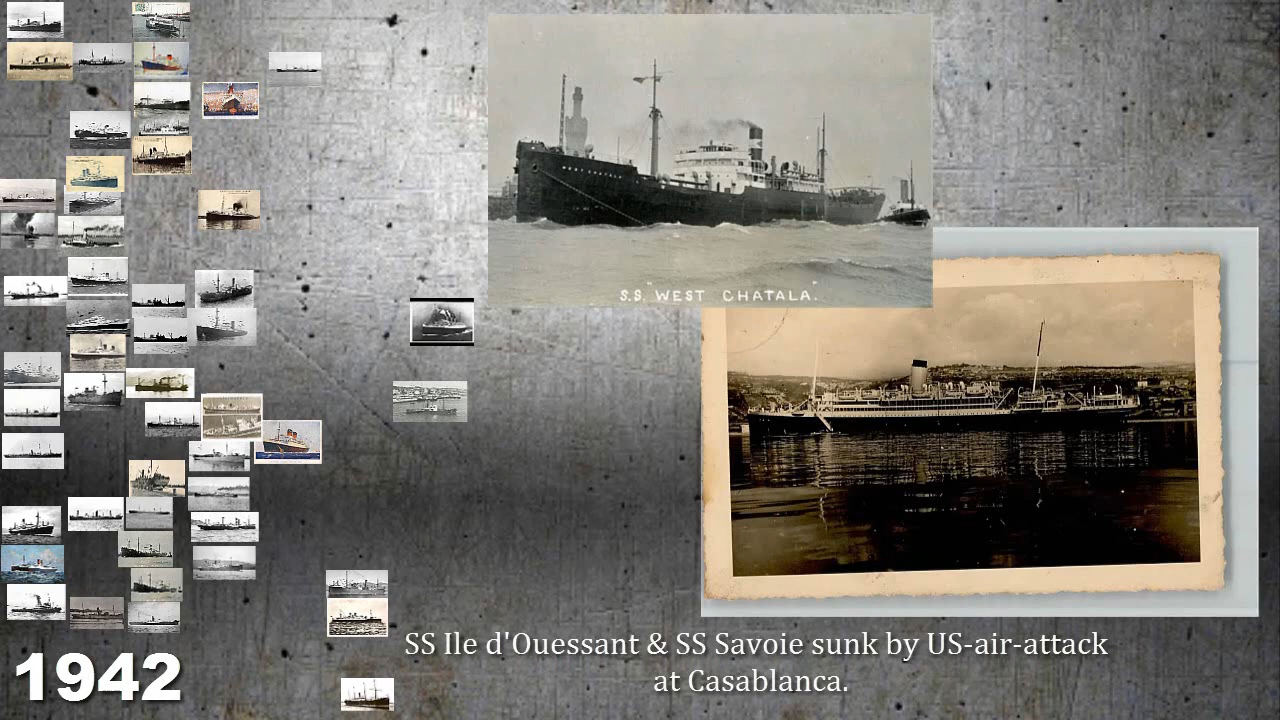 S.S. "WEST CHATALA."
SS Ile d'Ouessant & SS Savoie sunk by US-air-attack
at Casablanca.
1942